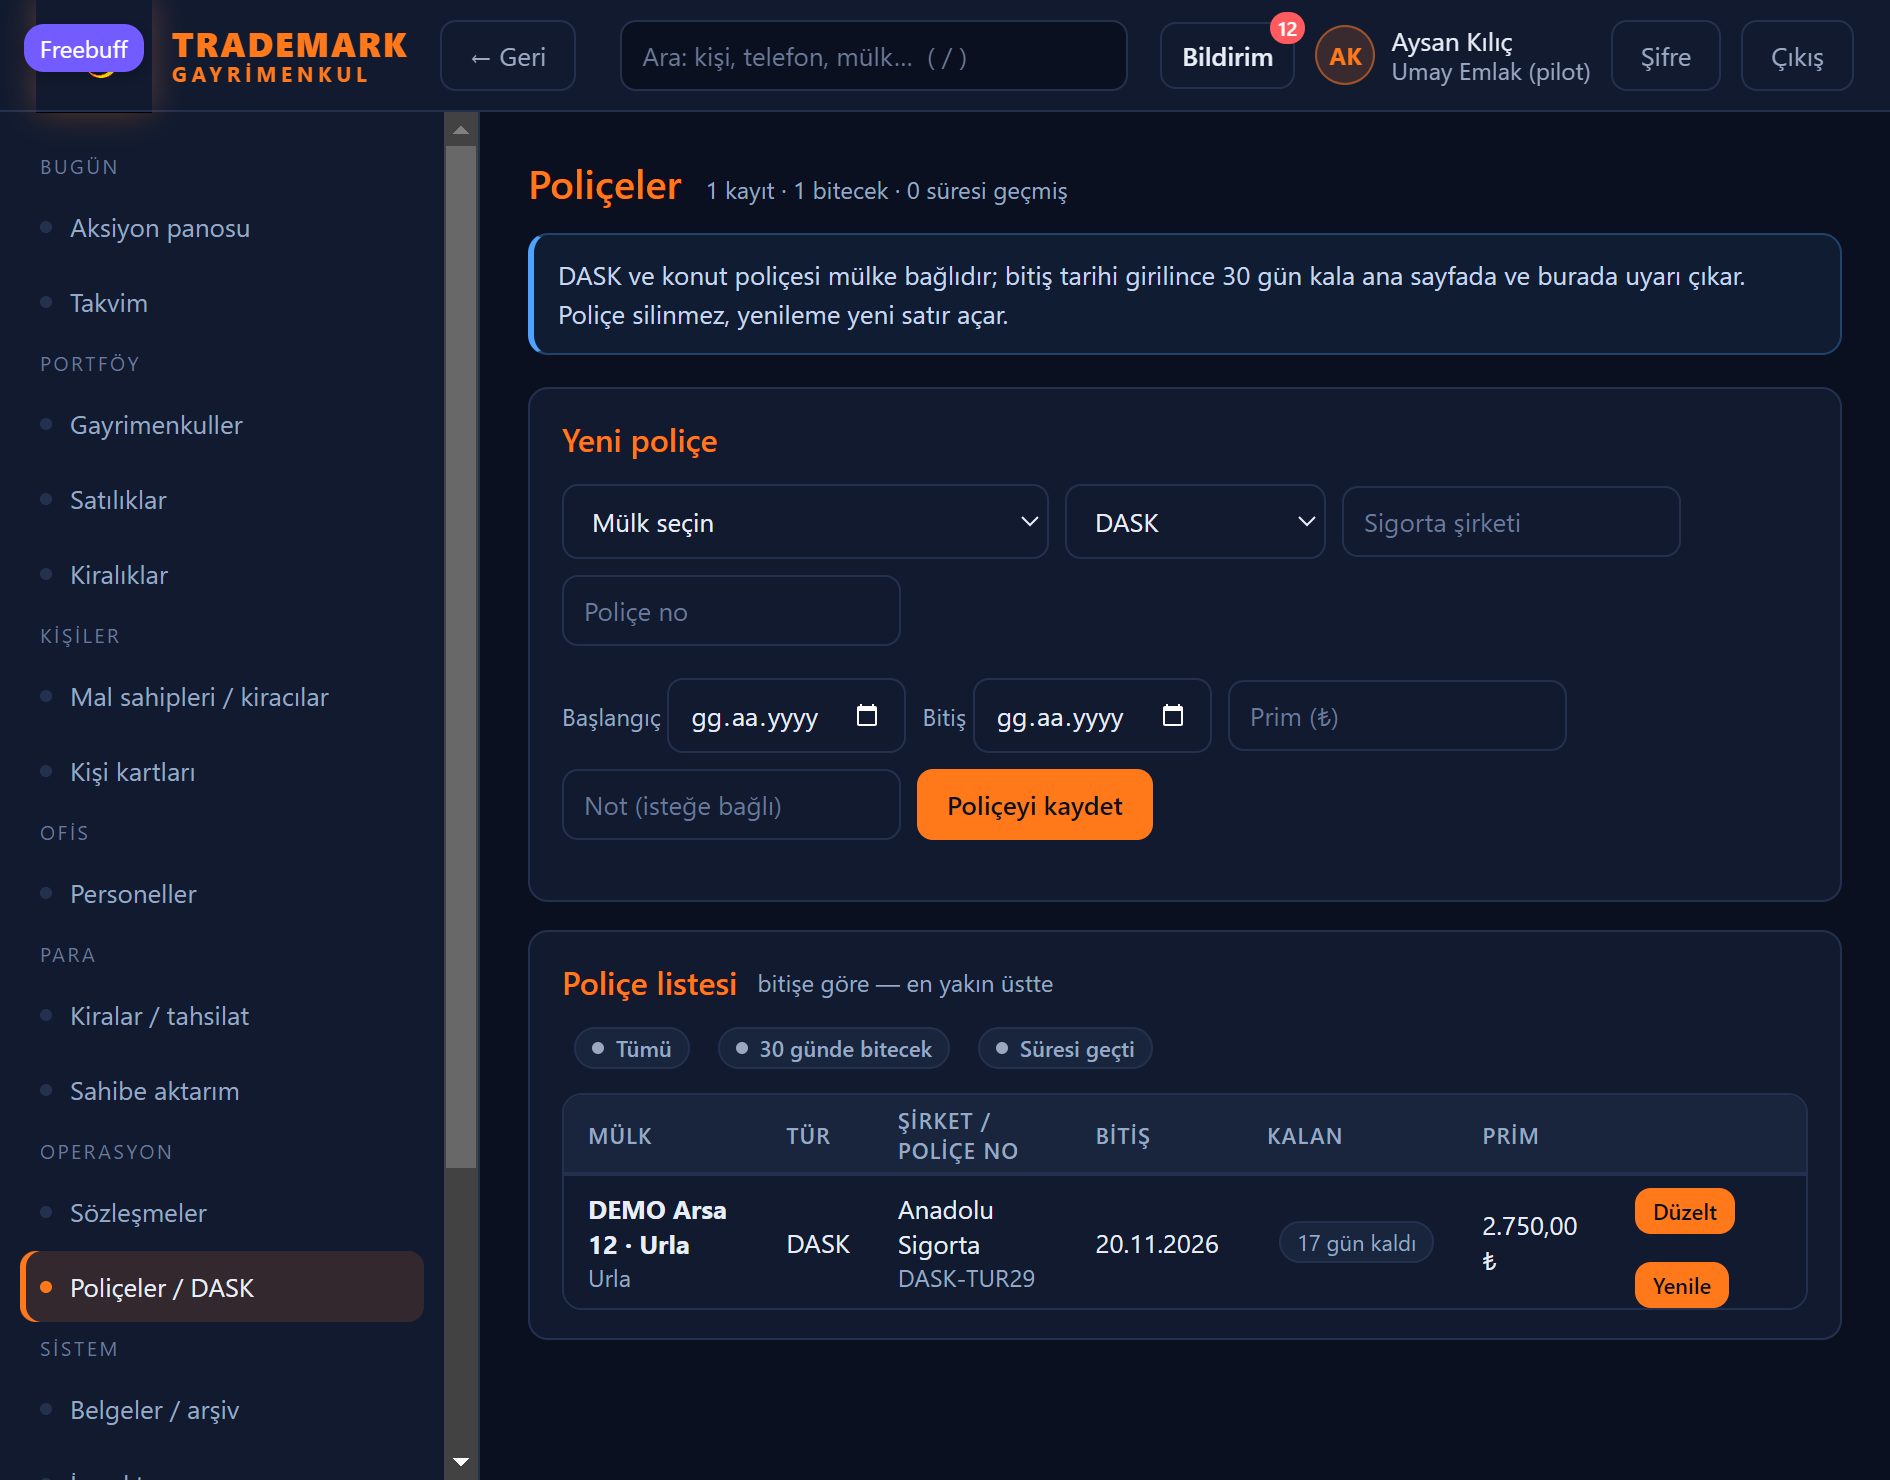 Freebuff
TRADEMARK
GAYRİMENKUL
← Geri
Ara: kişi, telefon, mülk... ( / )
Bildirim
12
AK
Aysan Kılıç
Umay Emlak (pilot)
Şifre
Çıkış
BUGÜN
Aksiyon panosu
Takvim
PORTFÖY
Gayrimenkuller
Satılıklar
Kiralıklar
KİŞİLER
Mal sahipleri / kiracılar
Kişi kartları
OFİS
Personeller
PARA
Kiralar / tahsilat
Sahibe aktarım
OPERASYON
Sözleşmeler
Poliçeler / DASK
SİSTEM
Belgeler / arşiv
Poliçeler
1 kayıt · 1 bitecek · 0 süresi geçmiş
DASK ve konut poliçesi mülke bağlıdır; bitiş tarihi girilince 30 gün kala ana sayfada ve burada uyarı çıkar.
Poliçe silinmez, yenileme yeni satır açar.
Yeni poliçe
Mülk seçin
DASK
Sigorta şirketi
Poliçe no
Başlangıç
gg.aa.yyyy
Bitiş
gg.aa.yyyy
Prim (₺)
Not (isteğe bağlı)
Poliçeyi kaydet
Poliçe listesi
bitişe göre — en yakın üstte
Tümü
30 günde bitecek
Süresi geçti
MÜLK
TÜR
ŞİRKET /
POLİÇE NO
BİTİŞ
KALAN
PRİM
DEMO Arsa
12 · Urla
Urla
DASK
Anadolu
Sigorta
DASK-TUR29
20.11.2026
17 gün kaldı
2.750,00
₺
Düzelt
Yenile